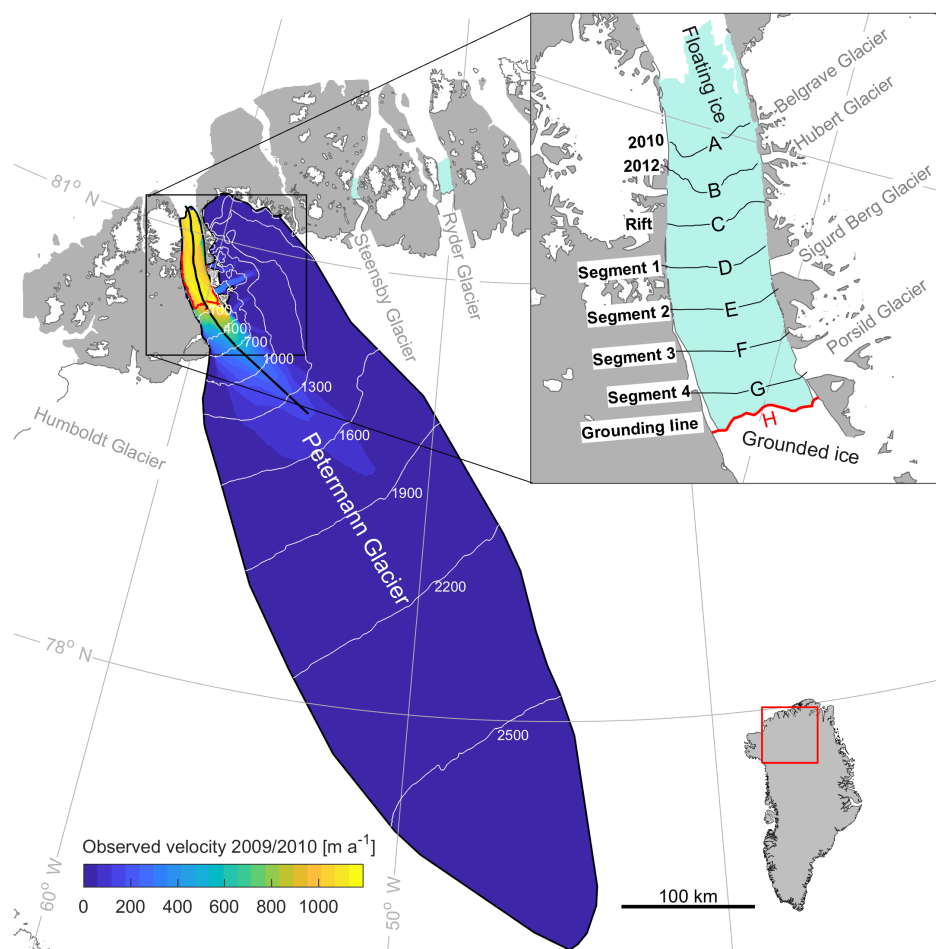 81° N
78° N
60° W
50° W
Humboldt Glacier
Steensby Glacier
Ryder Glacier
Petermann Glacier
100
400
700
1000
1300
1600
1900
2200
2500
Floating ice
Belgrave Glacier
Hubert Glacier
Sigurd Berg Glacier
Porsild Glacier
2010
A
2012
B
Rift
C
Segment 1
D
Segment 2
E
Segment 3
F
Segment 4
G
Grounding line
H
Grounded ice
Observed velocity 2009/2010 [m a⁻¹]
0 200 400 600 800 1000
100 km